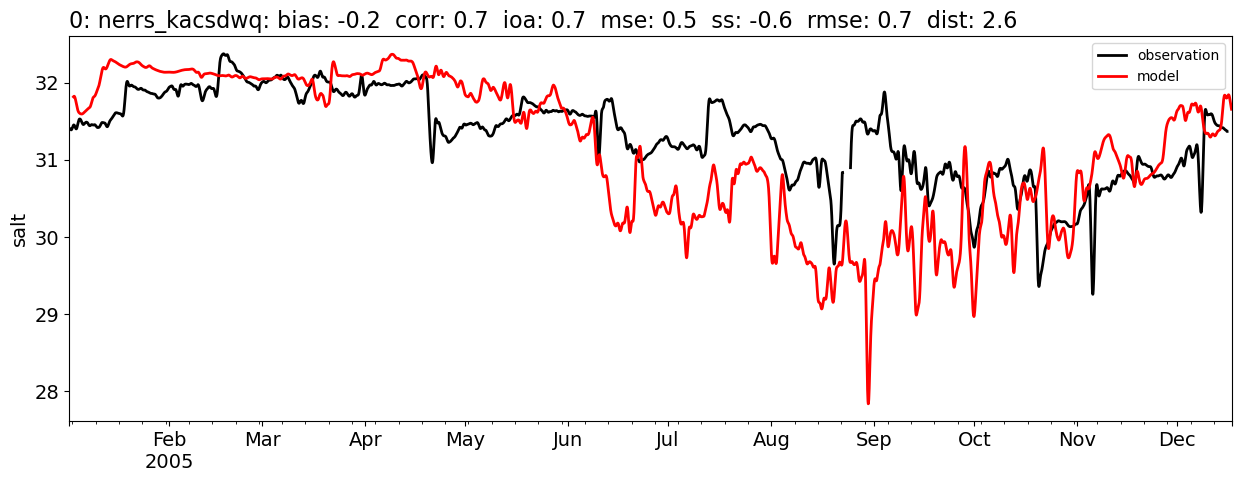 0: nerrs_kacsdwq: bias: -0.2  corr: 0.7  ioa: 0.7  mse: 0.5  ss: -0.6  rmse: 0.7  dist: 2.6
observation
model
salt
32
31
30
29
28
Feb Mar Apr May Jun Jul Aug Sep Oct Nov Dec
2005